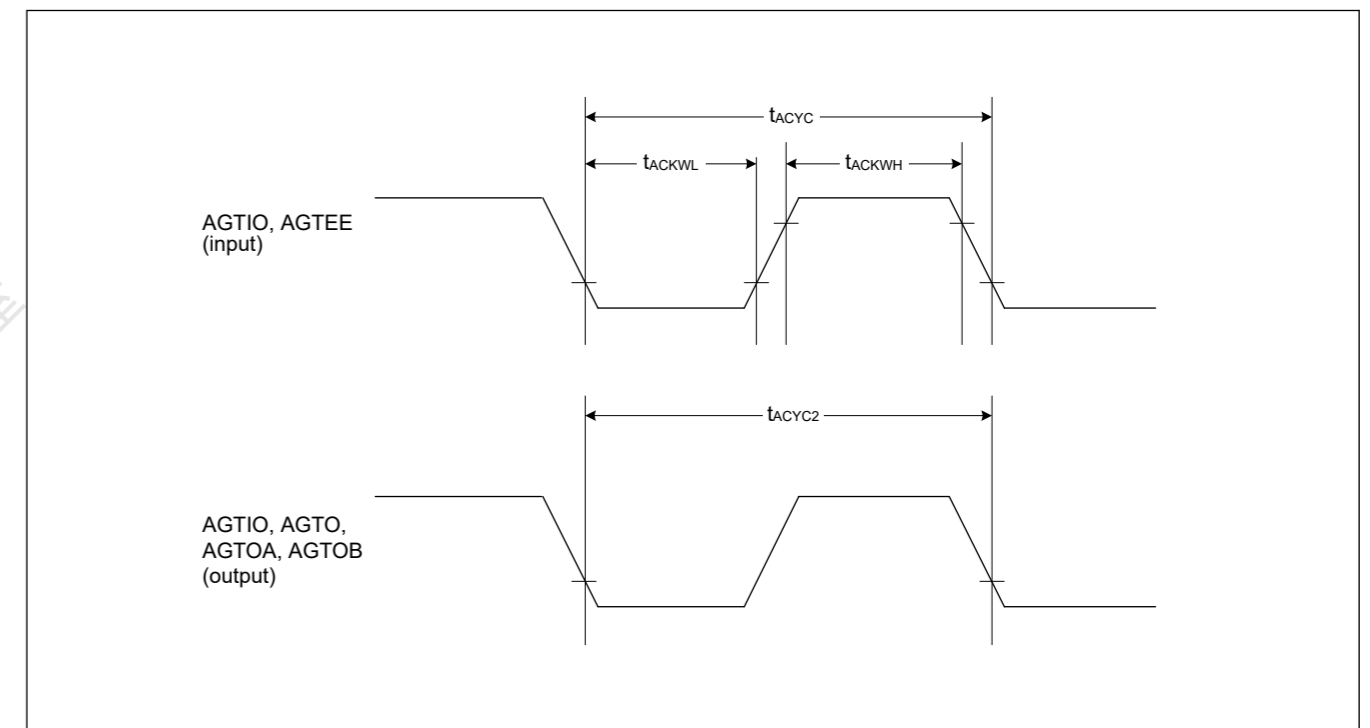 tACYC
tACKWL
tACKWH
AGTIO, AGTEE
(input)
tACYC2
AGTIO, AGTO,
AGTOA, AGTOB
(output)